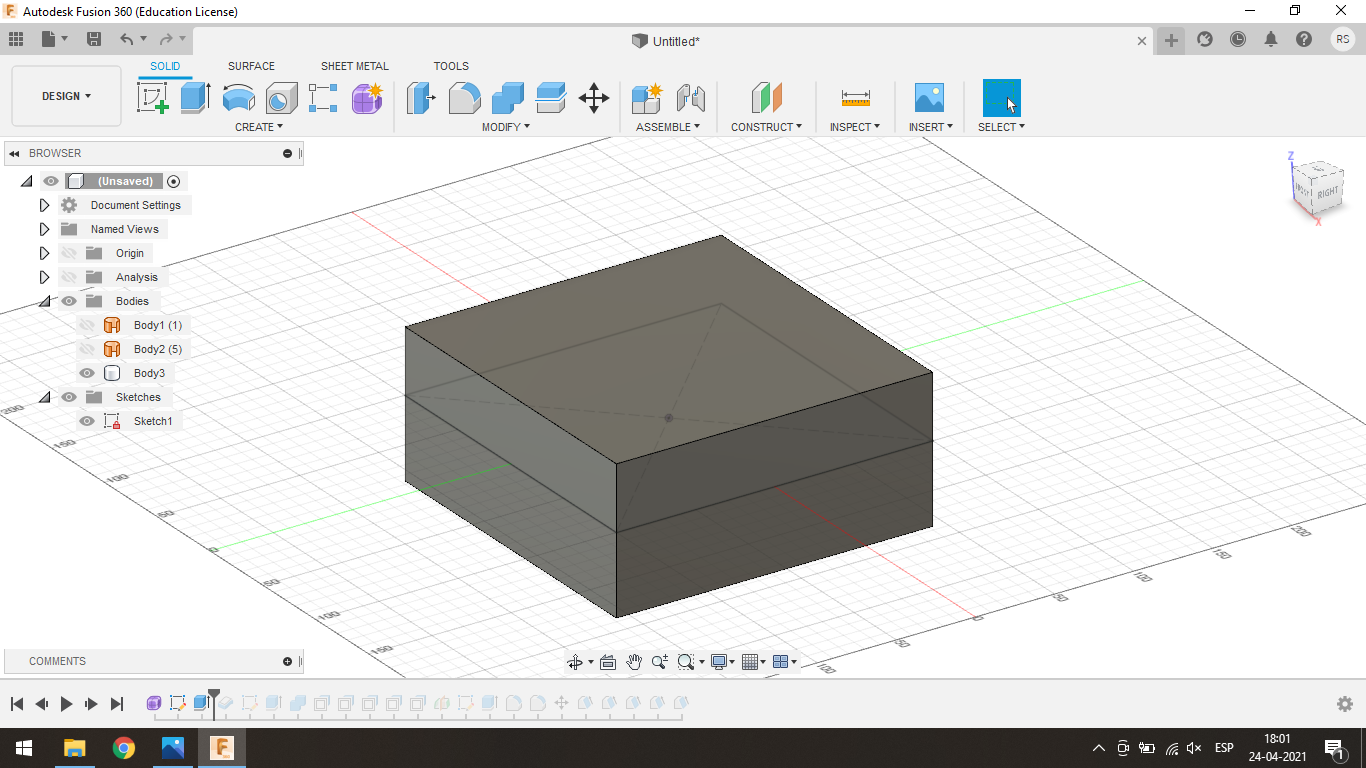 Autodesk Fusion 360 (Education License)
Untitled*
RS
SOLID
SURFACE
SHEET METAL
TOOLS
DESIGN
CREATE
MODIFY
ASSEMBLE
CONSTRUCT
INSPECT
INSERT
SELECT
BROWSER
(Unsaved)
Document Settings
Named Views
Origin
Analysis
Bodies
Body1 (1)
Body2 (5)
Body3
Sketches
Sketch1
Z
RIGHT
X
200
150
100
50
0
50
100
150
200
150
100
50
0
50
100
COMMENTS
ESP
18:01
24-04-2021
1